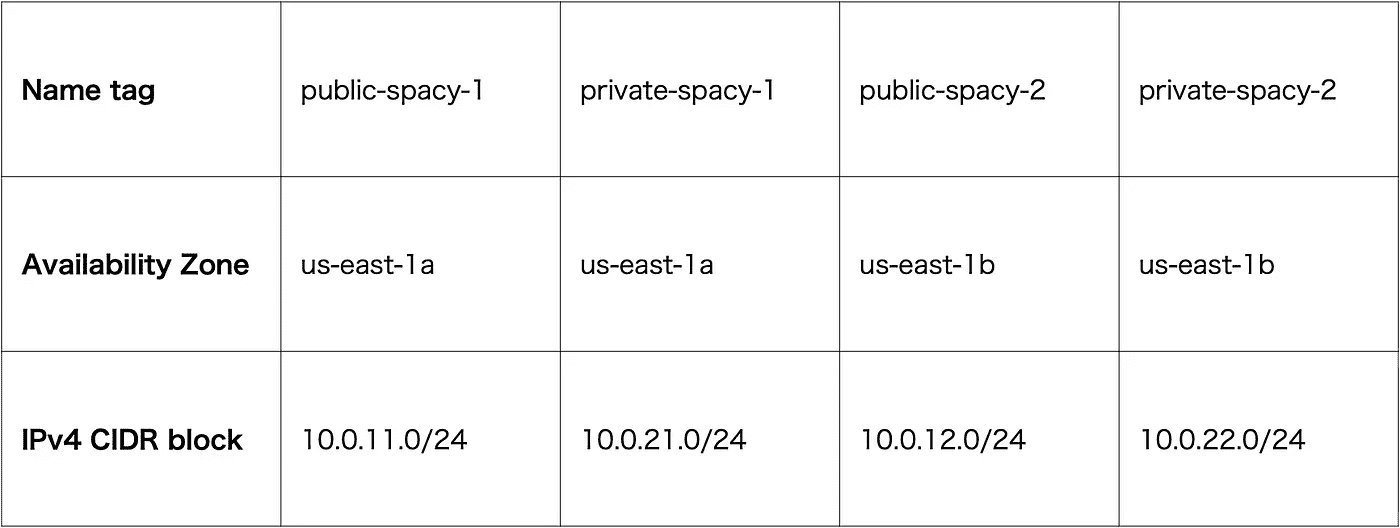 Name tag public-spacy-1 private-spacy-1 public-spacy-2 private-spacy-2
Availability Zone us-east-1a us-east-1a us-east-1b us-east-1b
IPv4 CIDR block 10.0.11.0/24 10.0.21.0/24 10.0.12.0/24 10.0.22.0/24